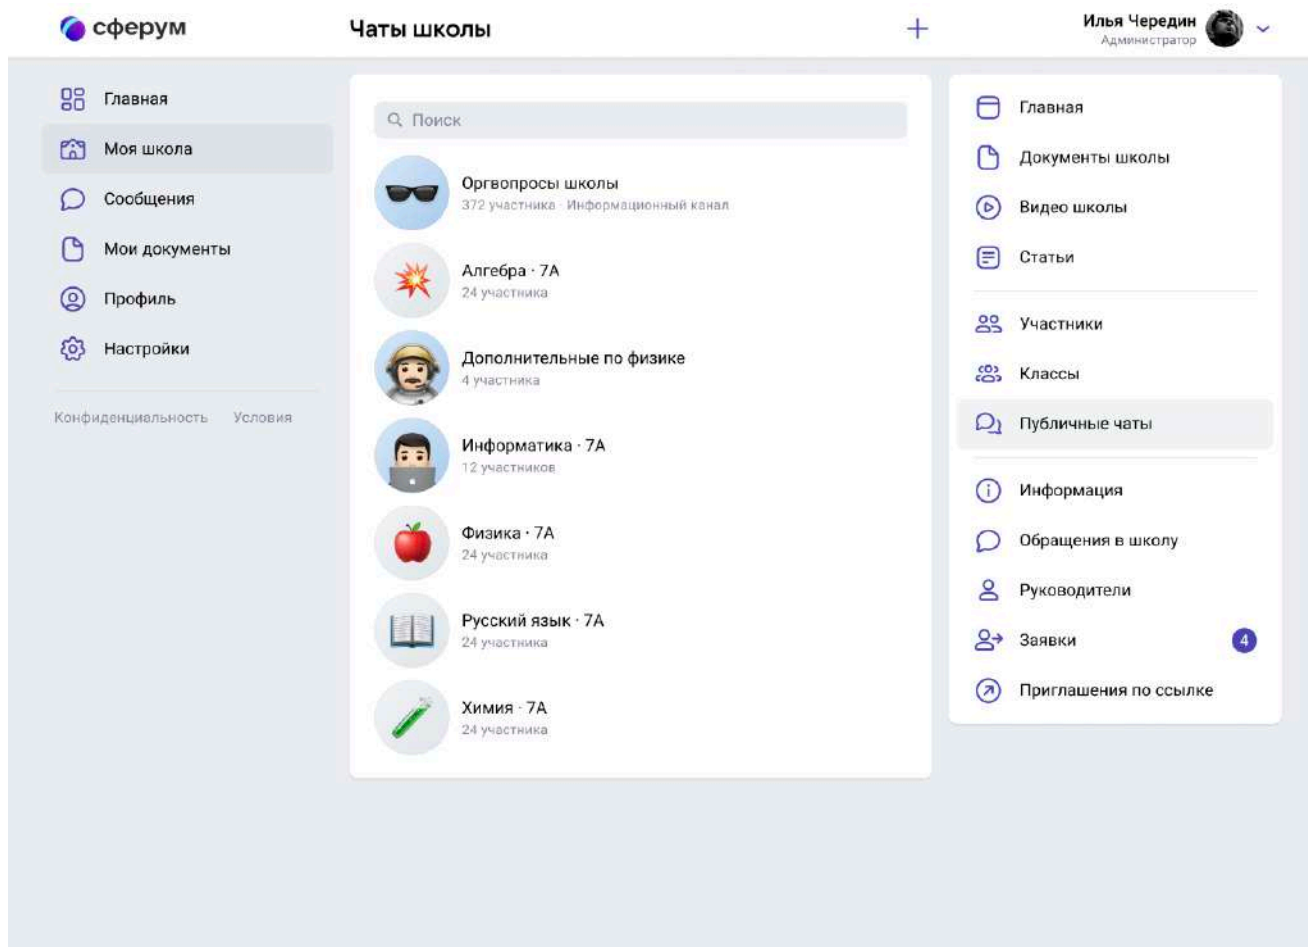 сферум
Чаты школы
Илья Чередин
Администратор
Главная
Моя школа
Сообщения
Мои документы
Профиль
Настройки
Конфиденциальность Условия
Поиск
Оргвопросы школы
372 участника · Информационный канал
Алгебра · 7А
24 участника
Дополнительные по физике
4 участника
Информатика · 7А
12 участников
Физика · 7А
24 участника
Русский язык · 7А
24 участника
Химия · 7А
24 участника
Главная
Документы школы
Видео школы
Статьи
Участники
Классы
Публичные чаты
Информация
Обращения в школу
Руководители
Заявки 4
Приглашения по ссылке